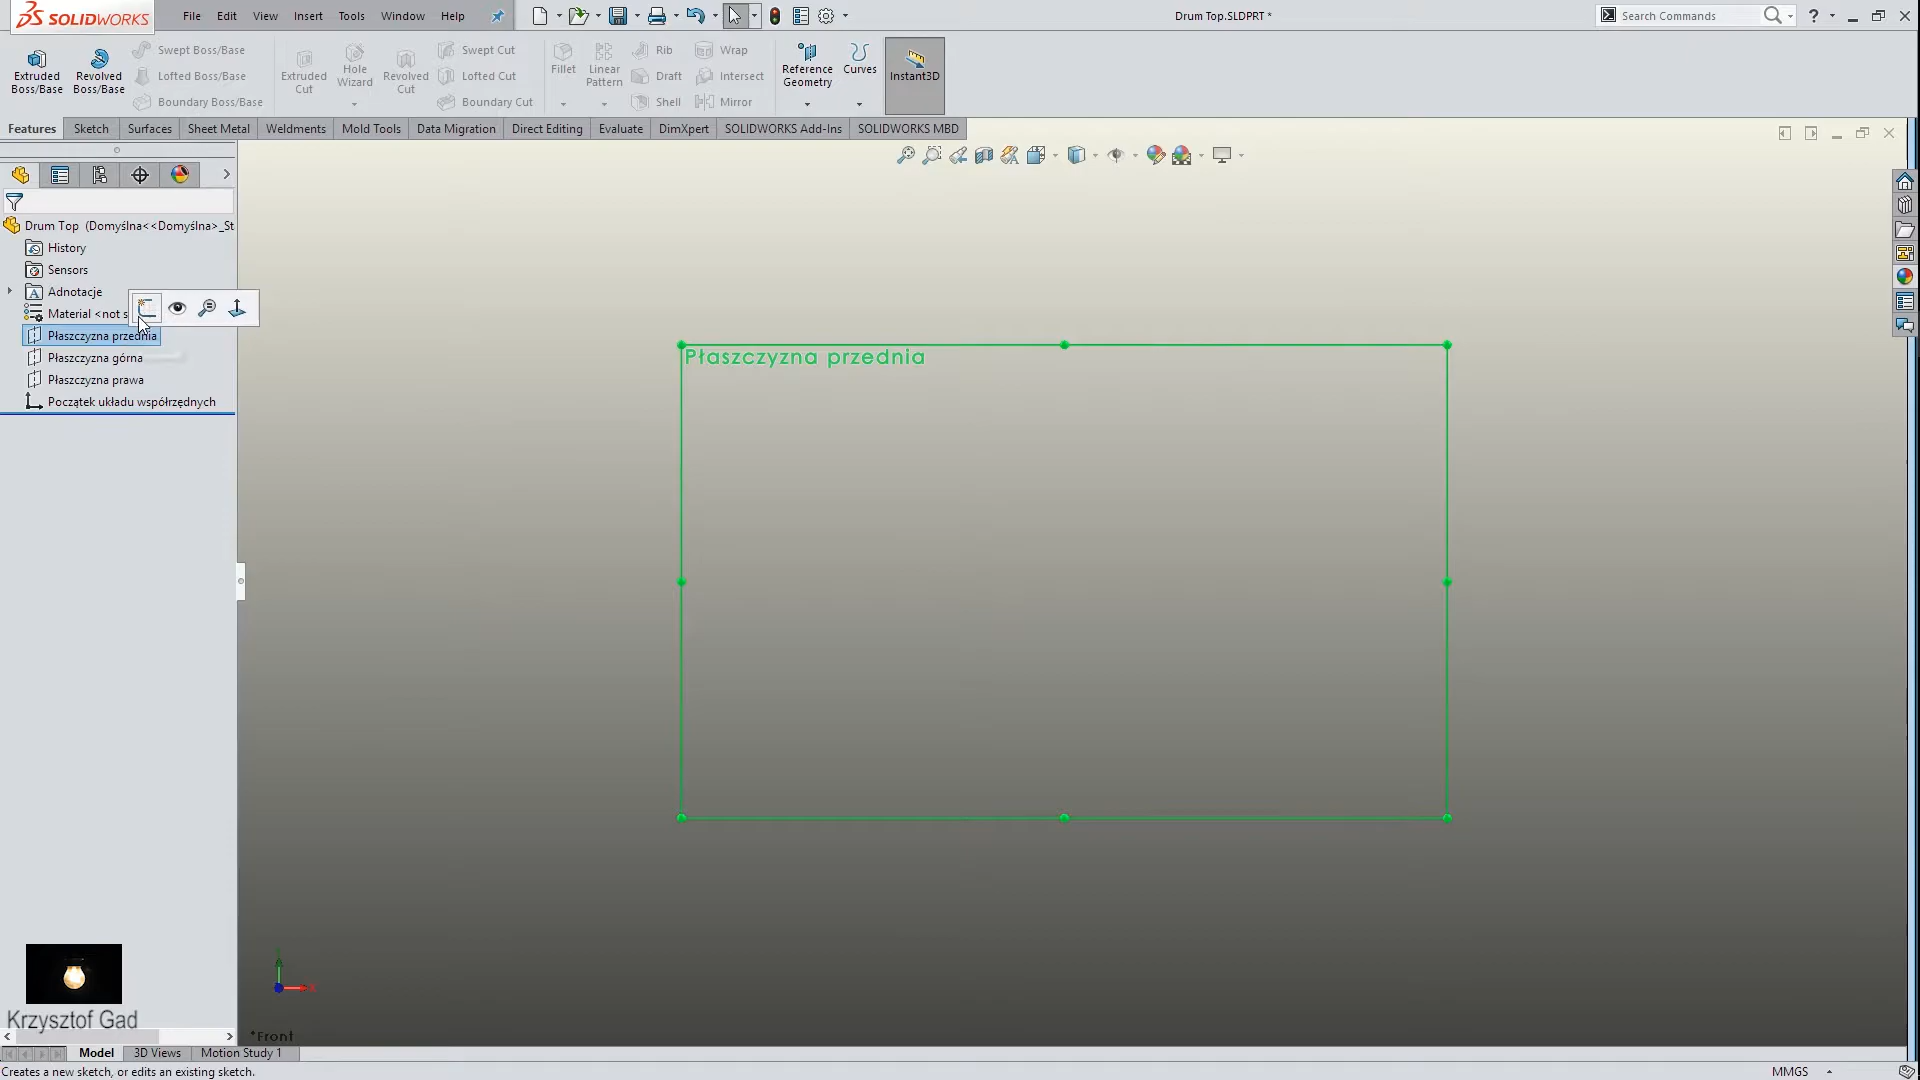 SOLIDWORKS File Edit View Insert Tools Window Help Drum Top.SLDPRT * Search Commands
Extruded Boss/Base Revolved Boss/Base Swept Boss/Base Lofted Boss/Base Boundary Boss/Base Extruded Cut Hole Wizard Revolved Cut Swept Cut Lofted Cut Boundary Cut Fillet Linear Pattern Rib Draft Shell Wrap Intersect Mirror Reference Geometry Curves Instant3D
Features Sketch Surfaces Sheet Metal Weldments Mold Tools Data Migration Direct Editing Evaluate DimXpert SOLIDWORKS Add-Ins SOLIDWORKS MBD
Drum Top (Domyślna<<Domyślna>_St
History
Sensors
Adnotacje
Material <not s
Płaszczyzna przednia
Płaszczyzna górna
Płaszczyzna prawa
Początek układu współrzędnych
Płaszczyzna przednia
Krzysztof Gad
X
*Front
Model 3D Views Motion Study 1
Creates a new sketch, or edits an existing sketch. MMGS